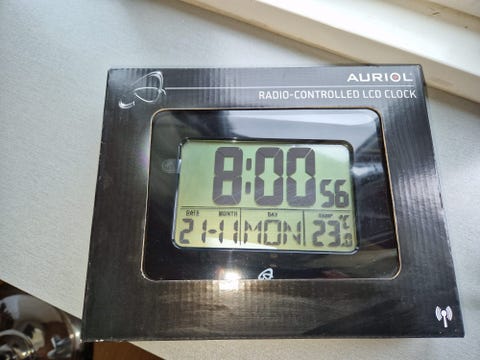 AURIOL
RADIO-CONTROLLED LCD CLOCK
8:00 56
DATE MONTH DAY TEMP
21-11 MON 23.0 °C